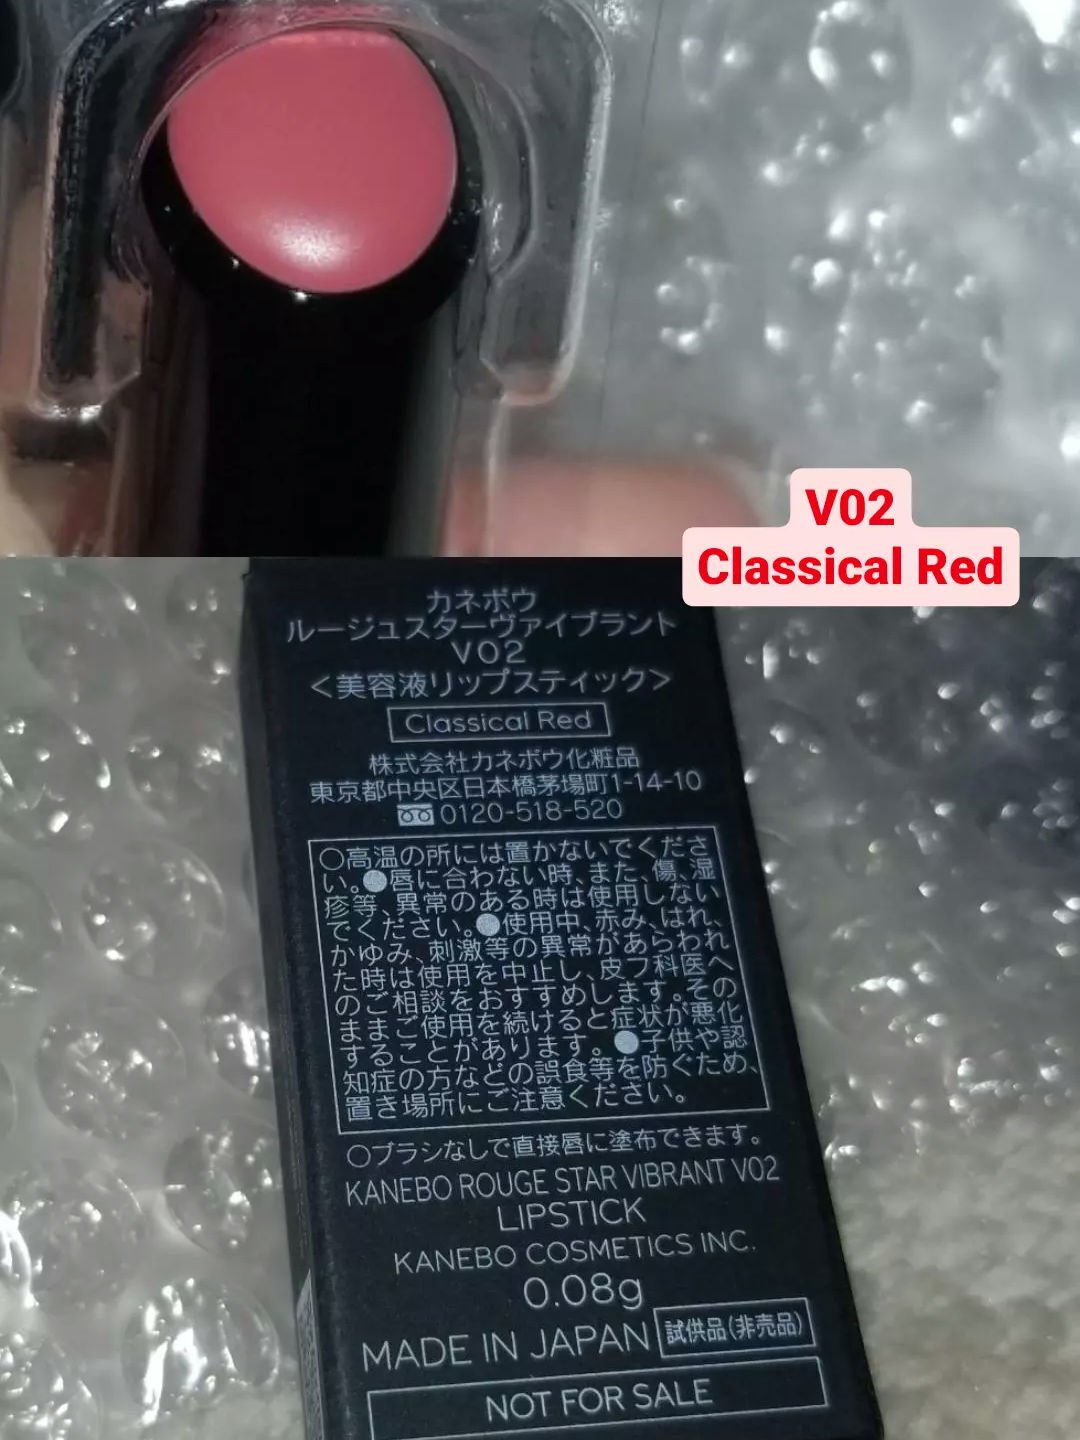 V02
Classical Red
カネボウ
ルージュスターヴァイブラント
V02
＜美容液リップスティック＞
Classical Red
株式会社カネボウ化粧品
東京都中央区日本橋茅場町1-14-10
0120-518-520
○高温の所には置かないでくださ
い。●唇に合わない時、また、傷、湿
疹等、異常のある時は使用しない
でください。●使用中、赤み、はれ、
かゆみ、刺激等の異常があらわれ
た時は使用を中止し、皮フ科医へ
のご相談をおすすめします。その
ままご使用を続けると症状が悪化
することがあります。●子供や認
知症の方などの誤食等を防ぐため、
置き場所にご注意ください。
○ブラシなしで直接唇に塗布できます。
KANEBO ROUGE STAR VIBRANT V02
LIPSTICK
KANEBO COSMETICS INC.
0.08g
MADE IN JAPAN 試供品(非売品)
NOT FOR SALE